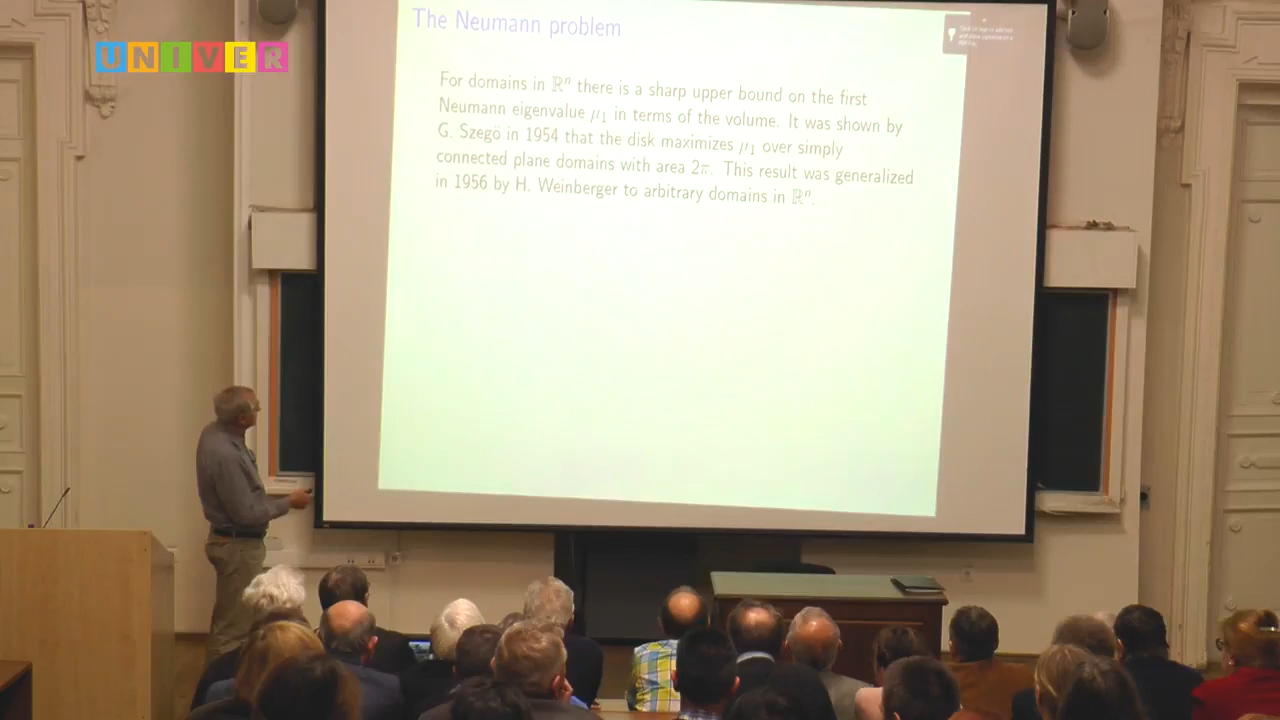 UNIVER
The Neumann problem
For domains in ℝⁿ there is a sharp upper bound on the first
Neumann eigenvalue μ₁ in terms of the volume. It was shown by
G. Szegö in 1954 that the disk maximizes μ₁ over simply
connected plane domains with area 2π. This result was generalized
in 1956 by H. Weinberger to arbitrary domains in ℝⁿ.